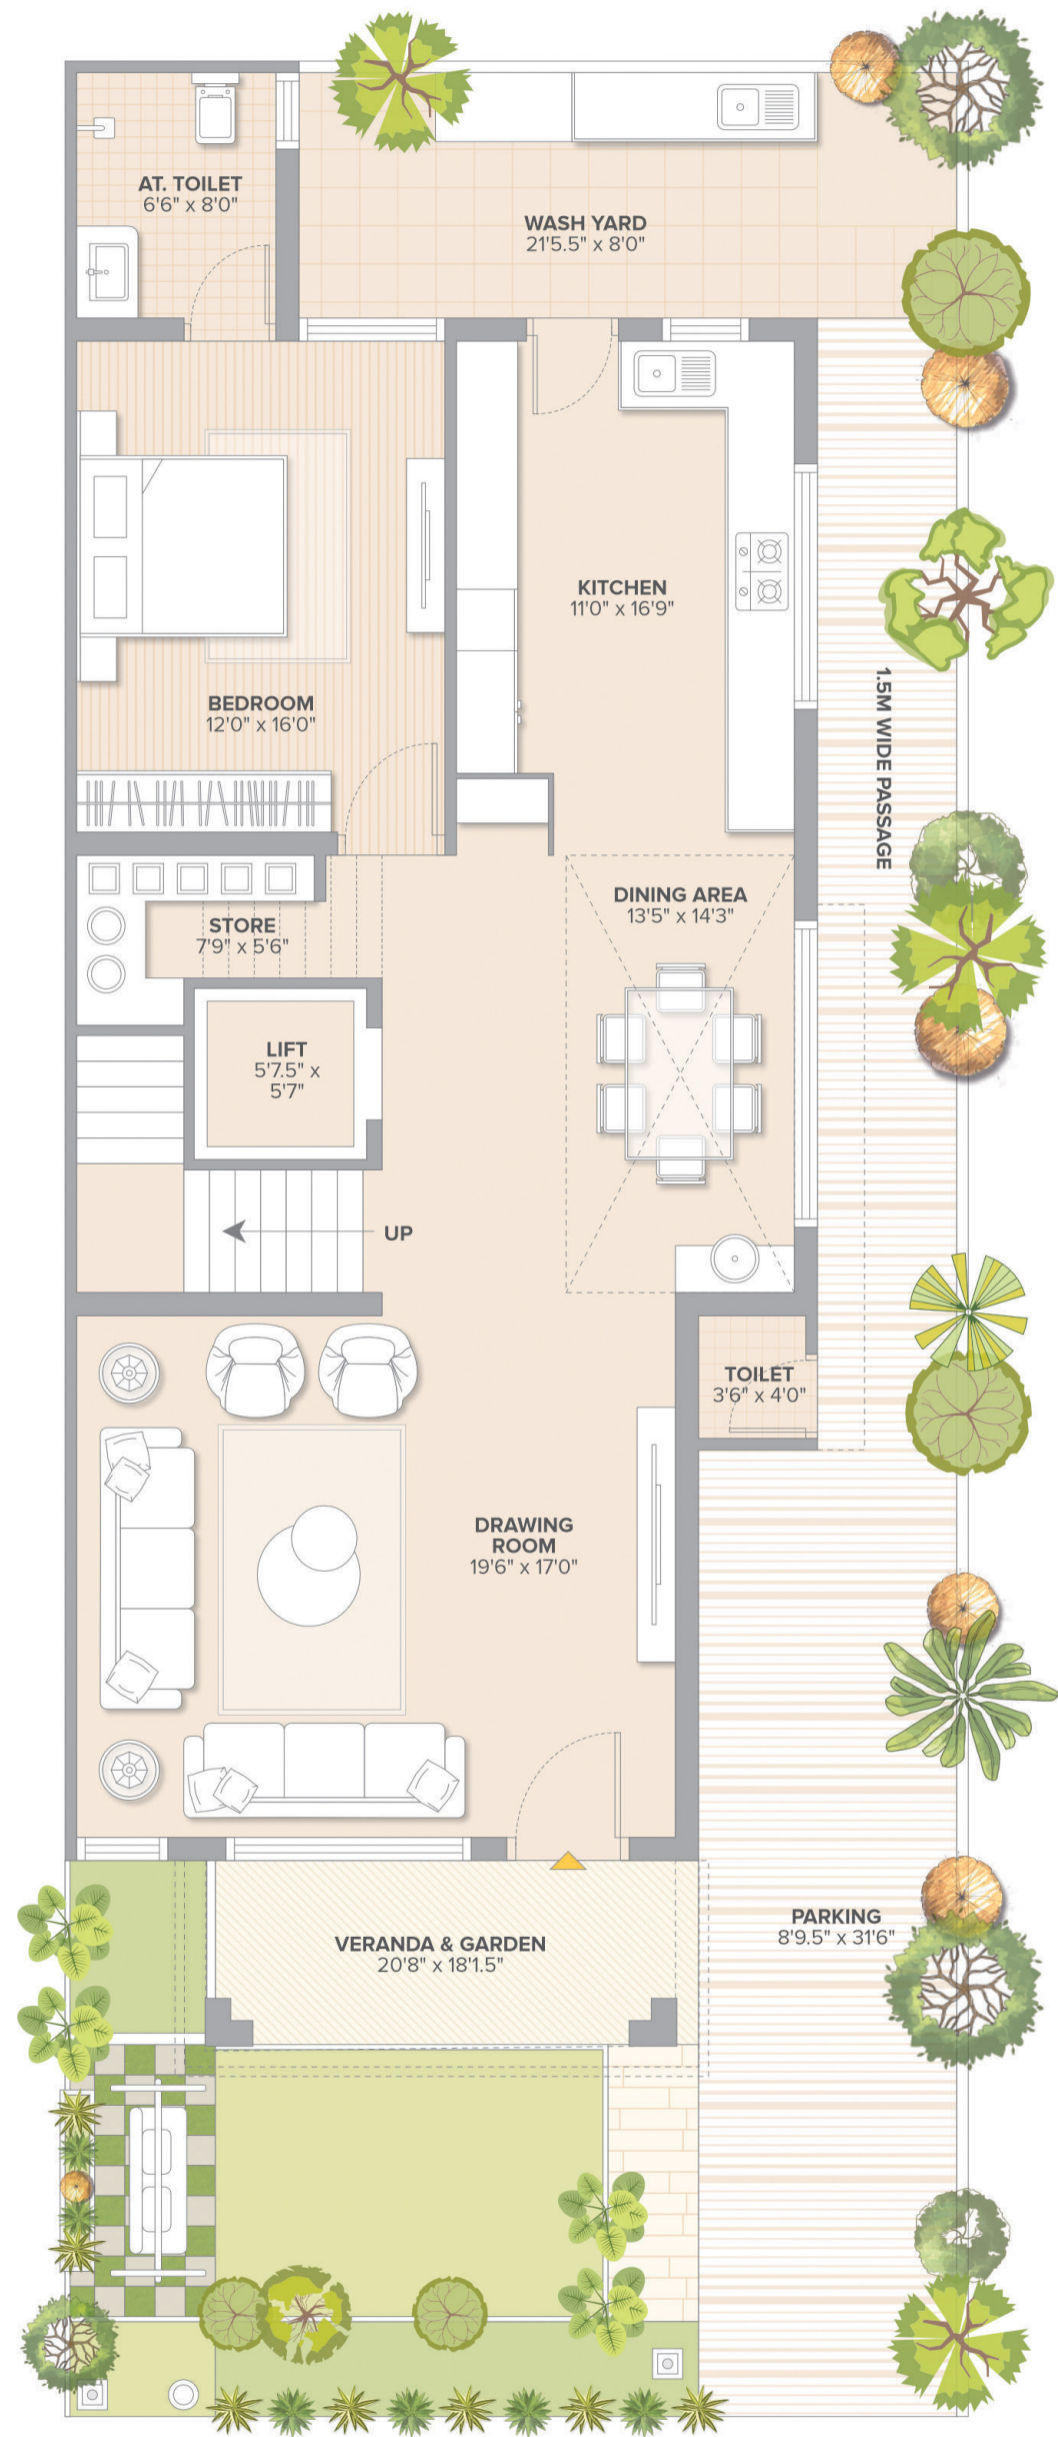 AT. TOILET
6'6" x 8'0"
WASH YARD
21'5.5" x 8'0"
KITCHEN
11'0" x 16'9"
BEDROOM
12'0" x 16'0"
1.5M WIDE PASSAGE
DINING AREA
13'5" x 14'3"
STORE
7'9" x 5'6"
LIFT
5'7.5" x
5'7"
UP
TOILET
3'6" x 4'0"
DRAWING
ROOM
19'6" x 17'0"
PARKING
8'9.5" x 31'6"
VERANDA & GARDEN
20'8" x 18'1.5"